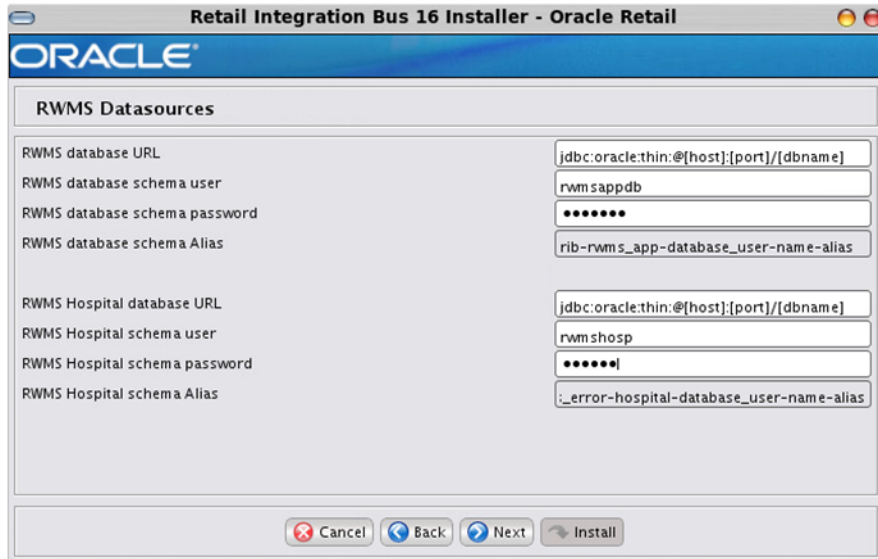 Retail Integration Bus 16 Installer - Oracle Retail
ORACLE®
RWMS Datasources
RWMS database URL jdbc:oracle:thin:@[host]:[port]/[dbname]
RWMS database schema user rwmsappdb
RWMS database schema password •••••••
RWMS database schema Alias rib-rwms_app-database_user-name-alias
RWMS Hospital database URL jdbc:oracle:thin:@[host]:[port]/[dbname]
RWMS Hospital schema user rwmshosp
RWMS Hospital schema password ••••••
RWMS Hospital schema Alias :_error-hospital-database_user-name-alias
Cancel Back Next Install